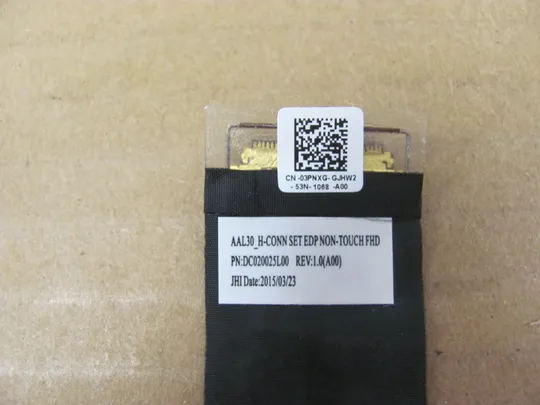 CN -03PNXG- GJHW2
- 53N- 1068 -A00
AAL30_H-CONN SET EDP NON-TOUCH FHD
PN:DC020025L00 REV:1.0(A00)
JHI Date:2015/03/23